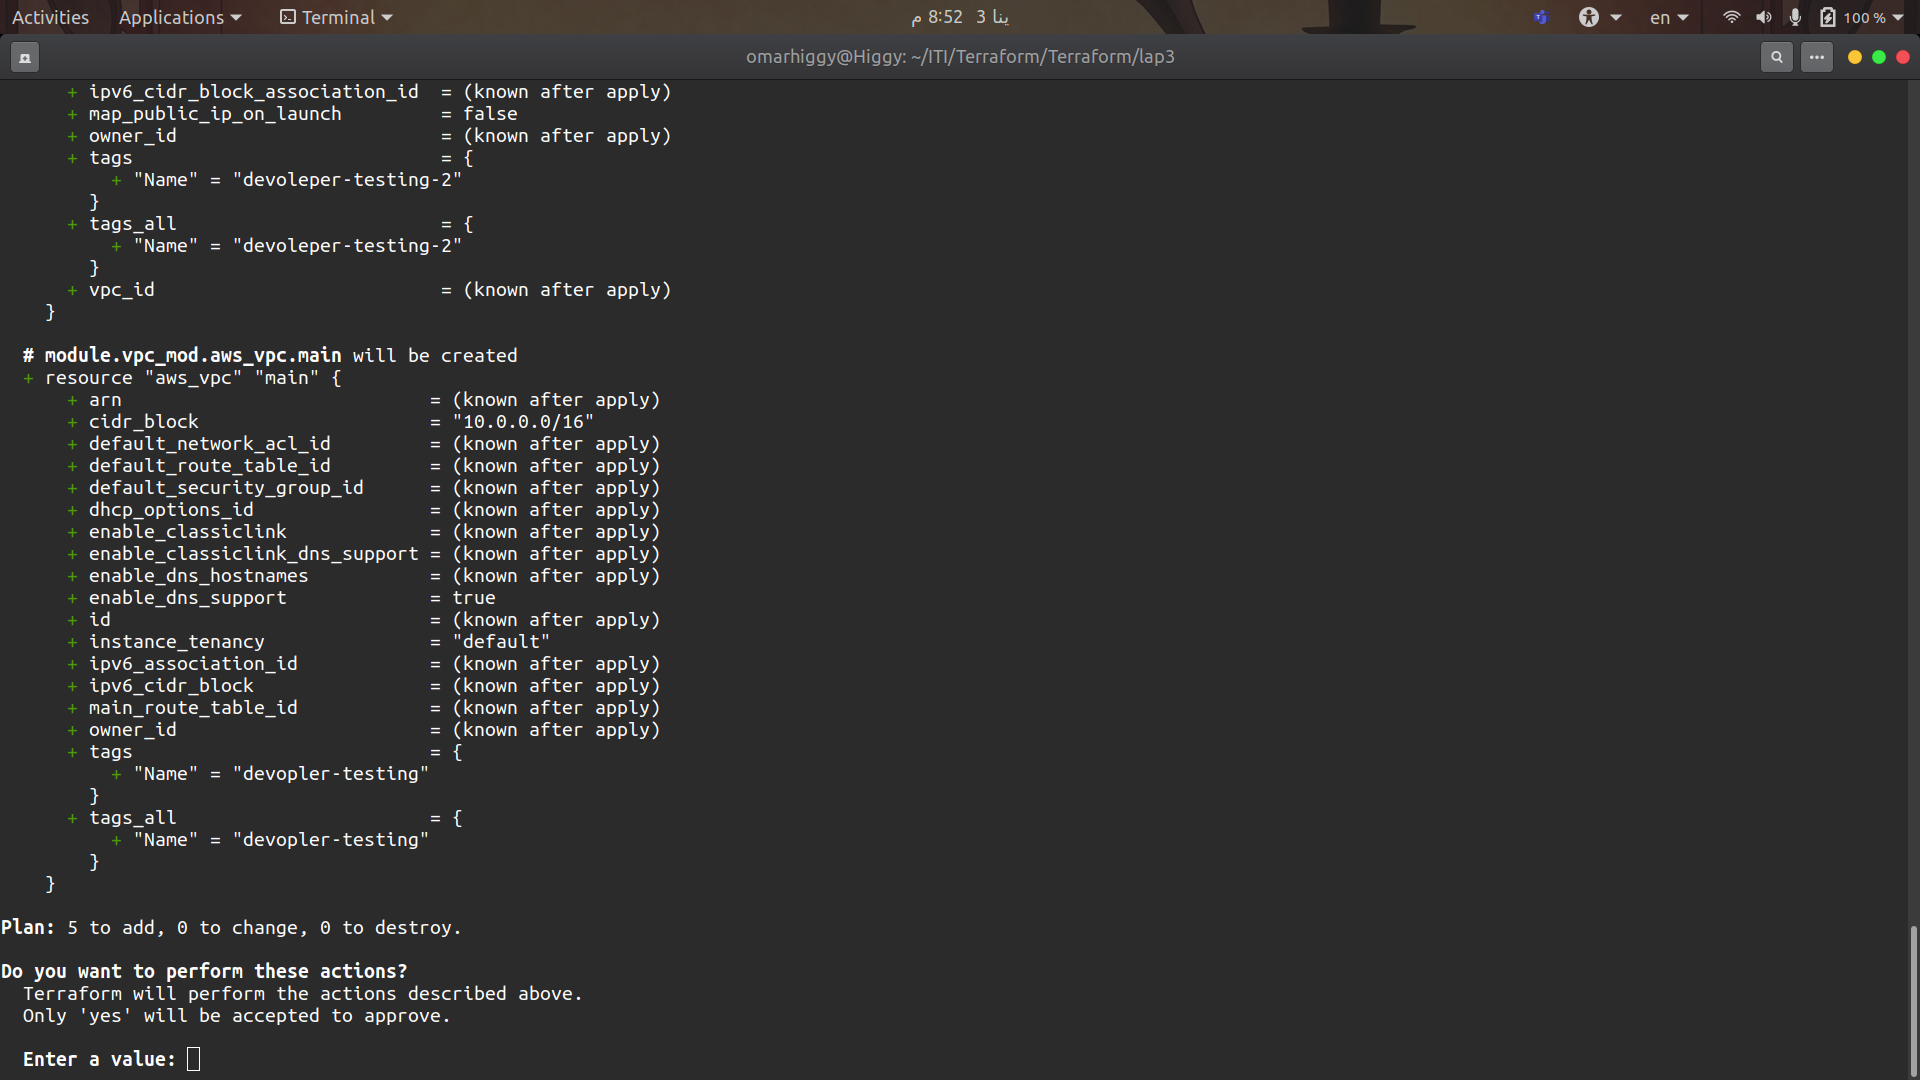 Activities Applications Terminal 8:52 م 3 ينا en 100 %
omarhiggy@Higgy: ~/ITI/Terraform/Terraform/lap3
+ ipv6_cidr_block_association_id = (known after apply)
+ map_public_ip_on_launch = false
+ owner_id = (known after apply)
+ tags = {
+ "Name" = "devoleper-testing-2"
}
+ tags_all = {
+ "Name" = "devoleper-testing-2"
}
+ vpc_id = (known after apply)
}
# module.vpc_mod.aws_vpc.main will be created
+ resource "aws_vpc" "main" {
+ arn = (known after apply)
+ cidr_block = "10.0.0.0/16"
+ default_network_acl_id = (known after apply)
+ default_route_table_id = (known after apply)
+ default_security_group_id = (known after apply)
+ dhcp_options_id = (known after apply)
+ enable_classiclink = (known after apply)
+ enable_classiclink_dns_support = (known after apply)
+ enable_dns_hostnames = (known after apply)
+ enable_dns_support = true
+ id = (known after apply)
+ instance_tenancy = "default"
+ ipv6_association_id = (known after apply)
+ ipv6_cidr_block = (known after apply)
+ main_route_table_id = (known after apply)
+ owner_id = (known after apply)
+ tags = {
+ "Name" = "devopler-testing"
}
+ tags_all = {
+ "Name" = "devopler-testing"
}
}
Plan: 5 to add, 0 to change, 0 to destroy.
Do you want to perform these actions?
Terraform will perform the actions described above.
Only 'yes' will be accepted to approve.
Enter a value: